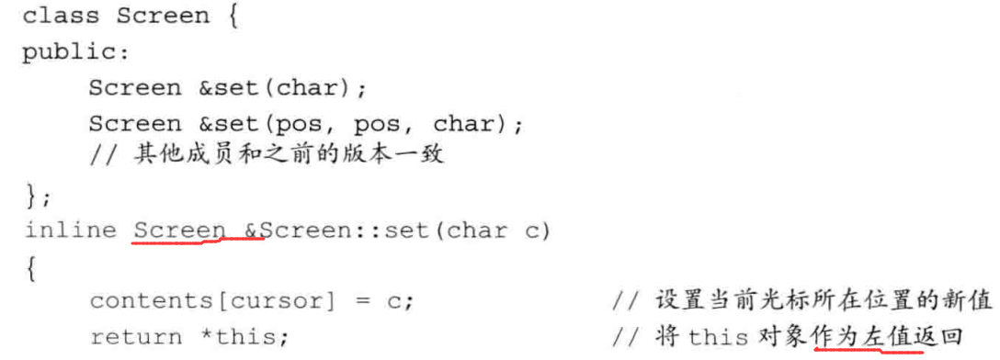 class Screen {
public:
    Screen &set(char);
    Screen &set(pos, pos, char);
    // 其他成员和之前的版本一致
};
inline Screen &Screen::set(char c)
{
    contents[cursor] = c;    // 设置当前光标所在位置的新值
    return *this;    // 将 this 对象作为左值返回